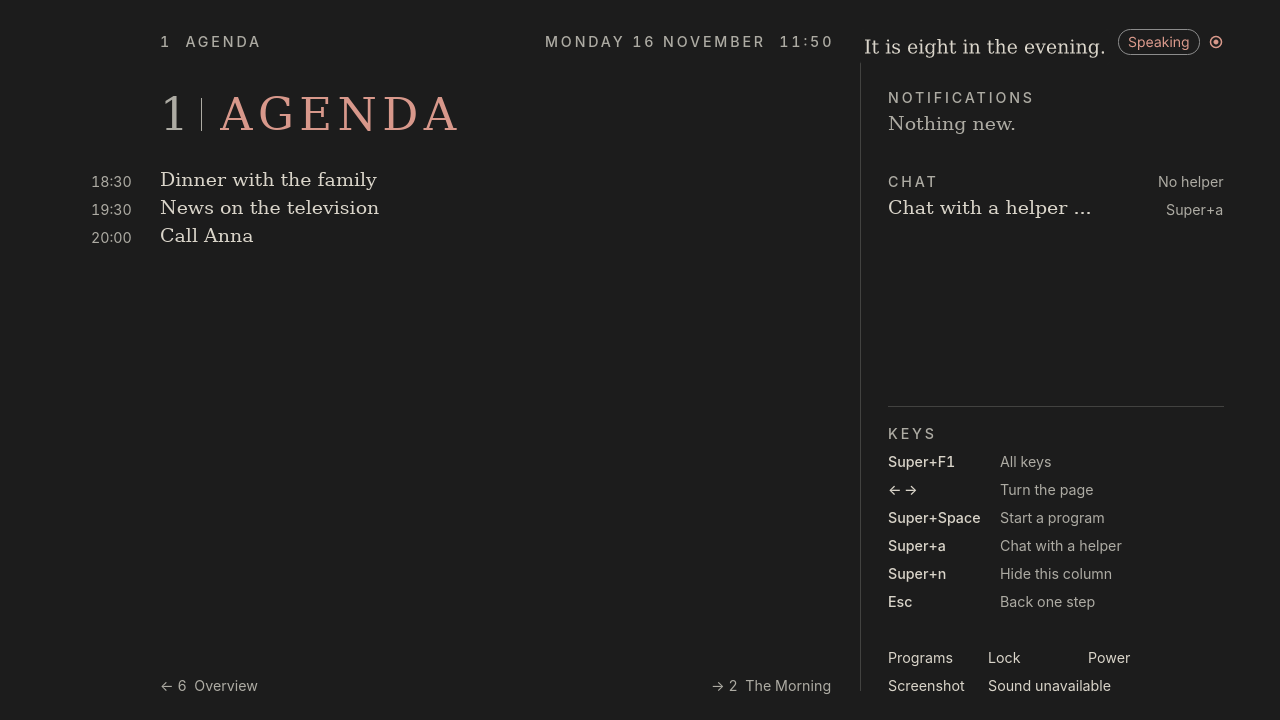 1 AGENDA
MONDAY 16 NOVEMBER 11:50
It is eight in the evening.
Speaking
1 AGENDA
18:30 Dinner with the family
19:30 News on the television
20:00 Call Anna
← 6 Overview
→ 2 The Morning
NOTIFICATIONS
Nothing new.
CHAT No helper
Chat with a helper ... Super+a
KEYS
Super+F1 All keys
← → Turn the page
Super+Space Start a program
Super+a Chat with a helper
Super+n Hide this column
Esc Back one step
Programs Lock Power
Screenshot Sound unavailable